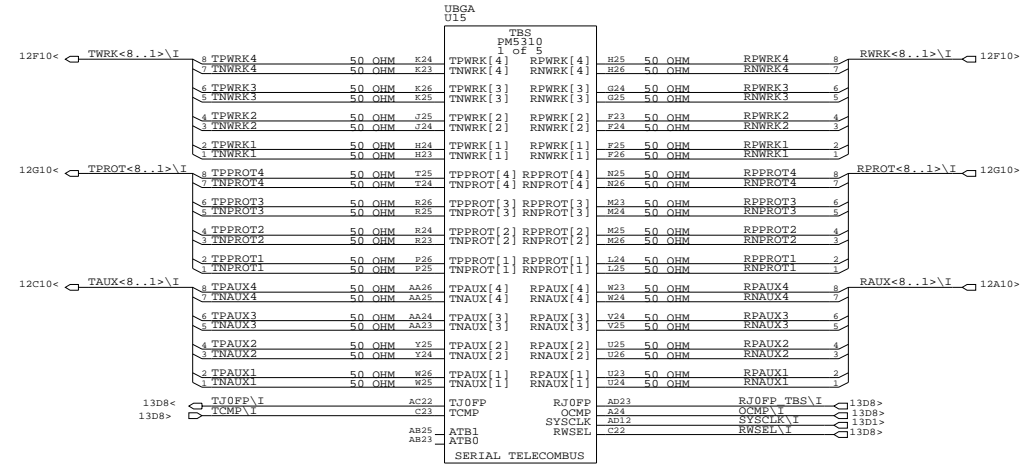 UBGA
U15
TBS
PM5310
1 of 5
12F10< TWRK<8..1>\I RWRK<8..1>\I 12F10>
8 TPWRK4 50 OHM K24 TPWRK[4] RPWRK[4] H25 50 OHM RPWRK4 8
7 TNWRK4 50 OHM K23 TNWRK[4] RNWRK[4] H26 50 OHM RNWRK4 7
6 TPWRK3 50 OHM K26 TPWRK[3] RPWRK[3] G24 50 OHM RPWRK3 6
5 TNWRK3 50 OHM K25 TNWRK[3] RNWRK[3] G25 50 OHM RNWRK3 5
4 TPWRK2 50 OHM J25 TPWRK[2] RPWRK[2] F23 50 OHM RPWRK2 4
3 TNWRK2 50 OHM J24 TNWRK[2] RNWRK[2] F24 50 OHM RNWRK2 3
2 TPWRK1 50 OHM H24 TPWRK[1] RPWRK[1] F25 50 OHM RPWRK1 2
1 TNWRK1 50 OHM H23 TNWRK[1] RNWRK[1] F26 50 OHM RNWRK1 1
12G10< TPROT<8..1>\I RPROT<8..1>\I 12G10>
8 TPPROT4 50 OHM T25 TPPROT[4] RPPROT[4] N25 50 OHM RPPROT4 8
7 TNPROT4 50 OHM T24 TNPROT[4] RNPROT[4] N26 50 OHM RNPROT4 7
6 TPPROT3 50 OHM R26 TPPROT[3] RPPROT[3] M23 50 OHM RPPROT3 6
5 TNPROT3 50 OHM R25 TNPROT[3] RNPROT[3] M24 50 OHM RNPROT3 5
4 TPPROT2 50 OHM R24 TPPROT[2] RPPROT[2] M25 50 OHM RPPROT2 4
3 TNPROT2 50 OHM R23 TNPROT[2] RNPROT[2] M26 50 OHM RNPROT2 3
2 TPPROT1 50 OHM P26 TPPROT[1] RPPROT[1] L24 50 OHM RPPROT1 2
1 TNPROT1 50 OHM P25 TNPROT[1] RNPROT[1] L25 50 OHM RNPROT1 1
12C10< TAUX<8..1>\I RAUX<8..1>\I 12A10>
8 TPAUX4 50 OHM AA26 TPAUX[4] RPAUX[4] W23 50 OHM RPAUX4 8
7 TNAUX4 50 OHM AA25 TNAUX[4] RNAUX[4] W24 50 OHM RNAUX4 7
6 TPAUX3 50 OHM AA24 TPAUX[3] RPAUX[3] V24 50 OHM RPAUX3 6
5 TNAUX3 50 OHM AA23 TNAUX[3] RNAUX[3] V25 50 OHM RNAUX3 5
4 TPAUX2 50 OHM Y25 TPAUX[2] RPAUX[2] U25 50 OHM RPAUX2 4
3 TNAUX2 50 OHM Y24 TNAUX[2] RNAUX[2] U26 50 OHM RNAUX2 3
2 TPAUX1 50 OHM W26 TPAUX[1] RPAUX[1] U23 50 OHM RPAUX1 2
1 TNAUX1 50 OHM W25 TNAUX[1] RNAUX[1] U24 50 OHM RNAUX1 1
13D8< TJ0FP\I AC22 TJ0FP RJ0FP AD23 RJ0FP_TBS\I 13D8>
13D8> TCMP\I C23 TCMP OCMP A24 OCMP\I 13D8>
SYSCLK AD12 SYSCLK\I 13D1>
AB25 ATB1 RWSEL C22 RWSEL\I 13D8>
AB23 ATB0
SERIAL TELECOMBUS